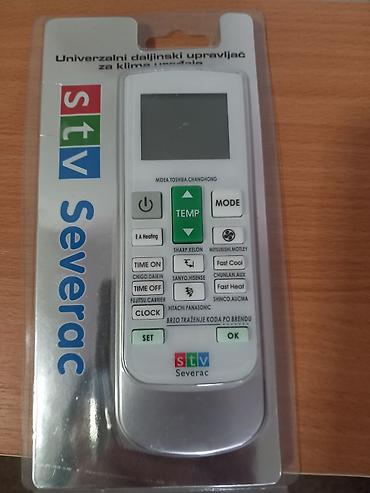 Univerzalni daljinski upravljač
za klima uređaje
stv Severac
MIDEA.TOSHIBA.CHANGHONG
TEMP
MODE
E A Heating
SHARP.KELON
MITSUBISHI.MOTLEY
TIME ON
Fast Cool
CHIGO.DAIKIN
SANYO.HISENSE
CHUNLAN.AUX
TIME OFF
Fast Heat
FUJITSU.CARRIER
HITACHI.PANASONIC
SHINCO.AUCMA
CLOCK
BRZO TRAŽENJE KODA PO BRENDU
SET
OK
stv
Severac